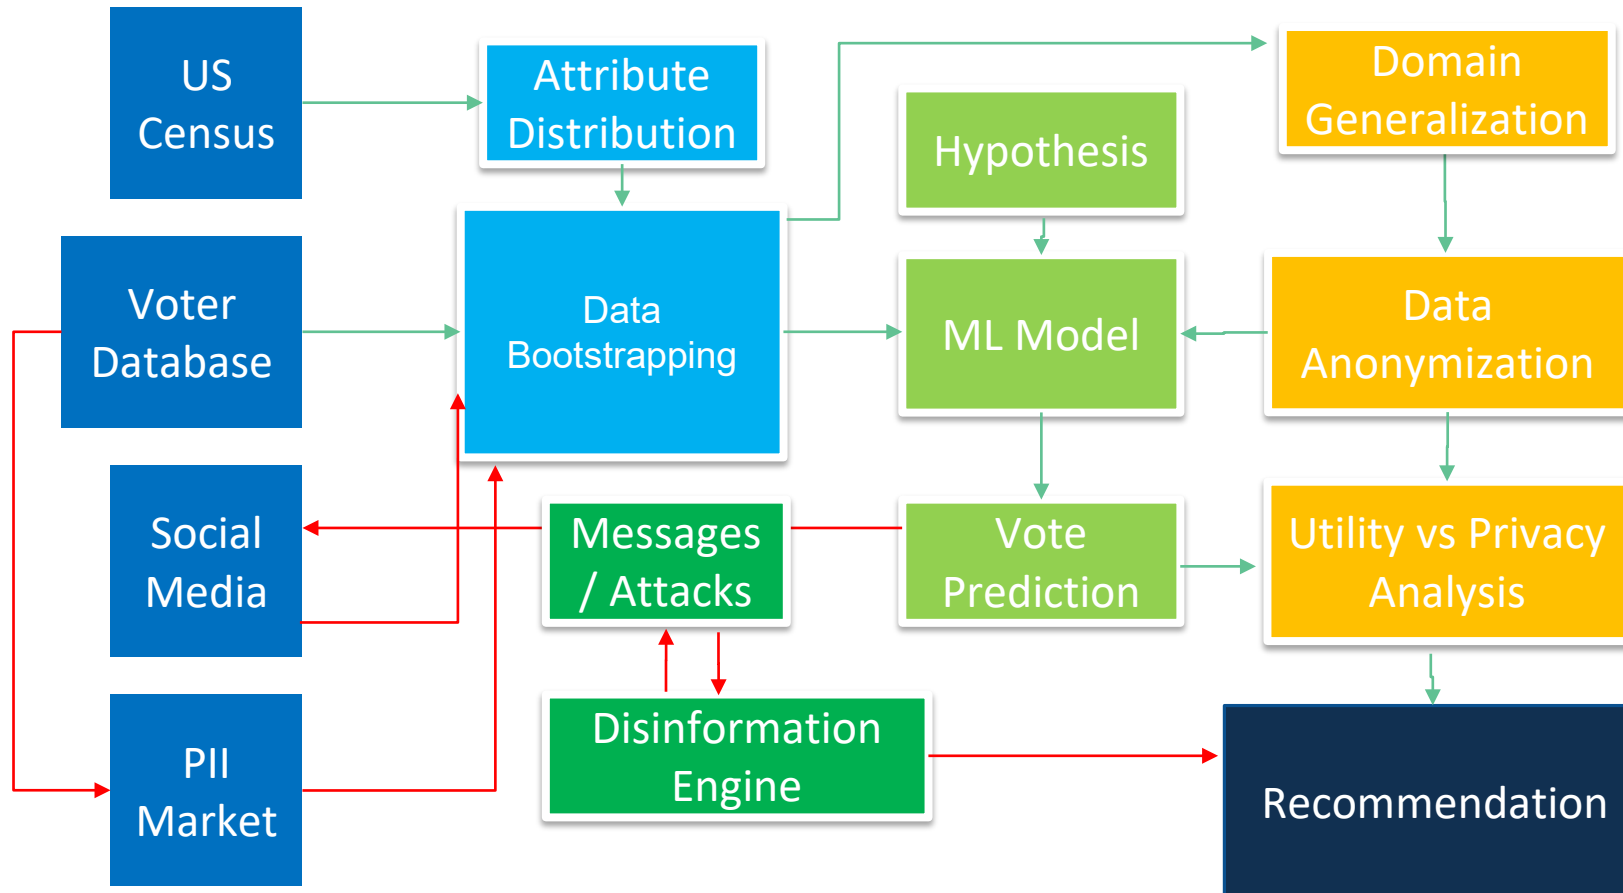 US
Census
Attribute
Distribution
Domain
Generalization
Hypothesis
Voter
Database
Data
Bootstrapping
ML Model
Data
Anonymization
Social
Media
Messages
/ Attacks
Vote
Prediction
Utility vs Privacy
Analysis
PII
Market
Disinformation
Engine
Recommendation